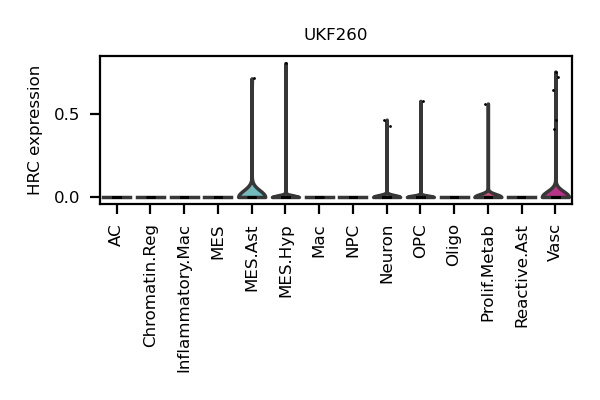 UKF260
HRC expression
0.5
0.0
AC
Chromatin.Reg
Inflammatory.Mac
MES
MES.Ast
MES.Hyp
Mac
NPC
Neuron
OPC
Oligo
Prolif.Metab
Reactive.Ast
Vasc